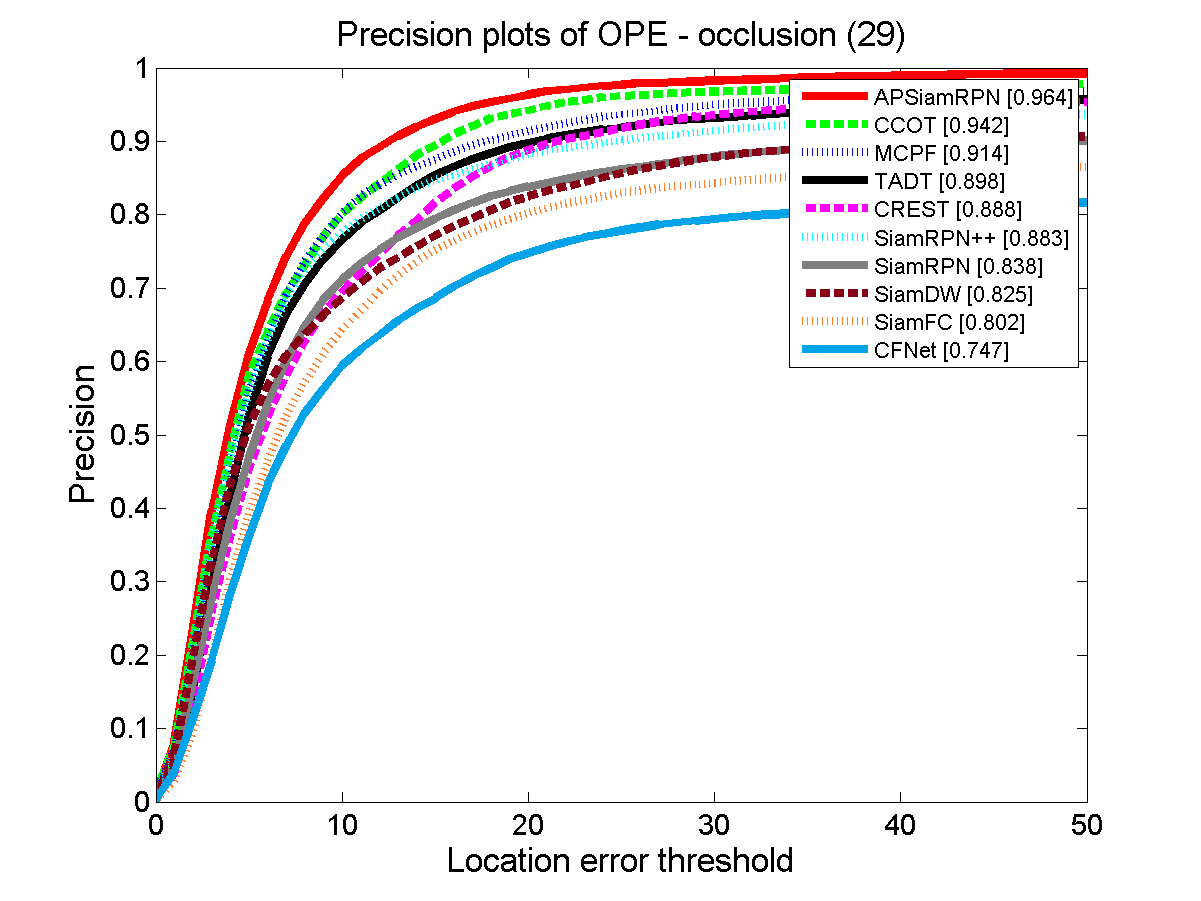 Precision plots of OPE - occlusion (29)
1
0.9
0.8
0.7
0.6
0.5
0.4
0.3
0.2
0.1
0
Precision
APSiamRPN [0.964]
CCOT [0.942]
MCPF [0.914]
TADT [0.898]
CREST [0.888]
SiamRPN++ [0.883]
SiamRPN [0.838]
SiamDW [0.825]
SiamFC [0.802]
CFNet [0.747]
0 10 20 30 40 50
Location error threshold